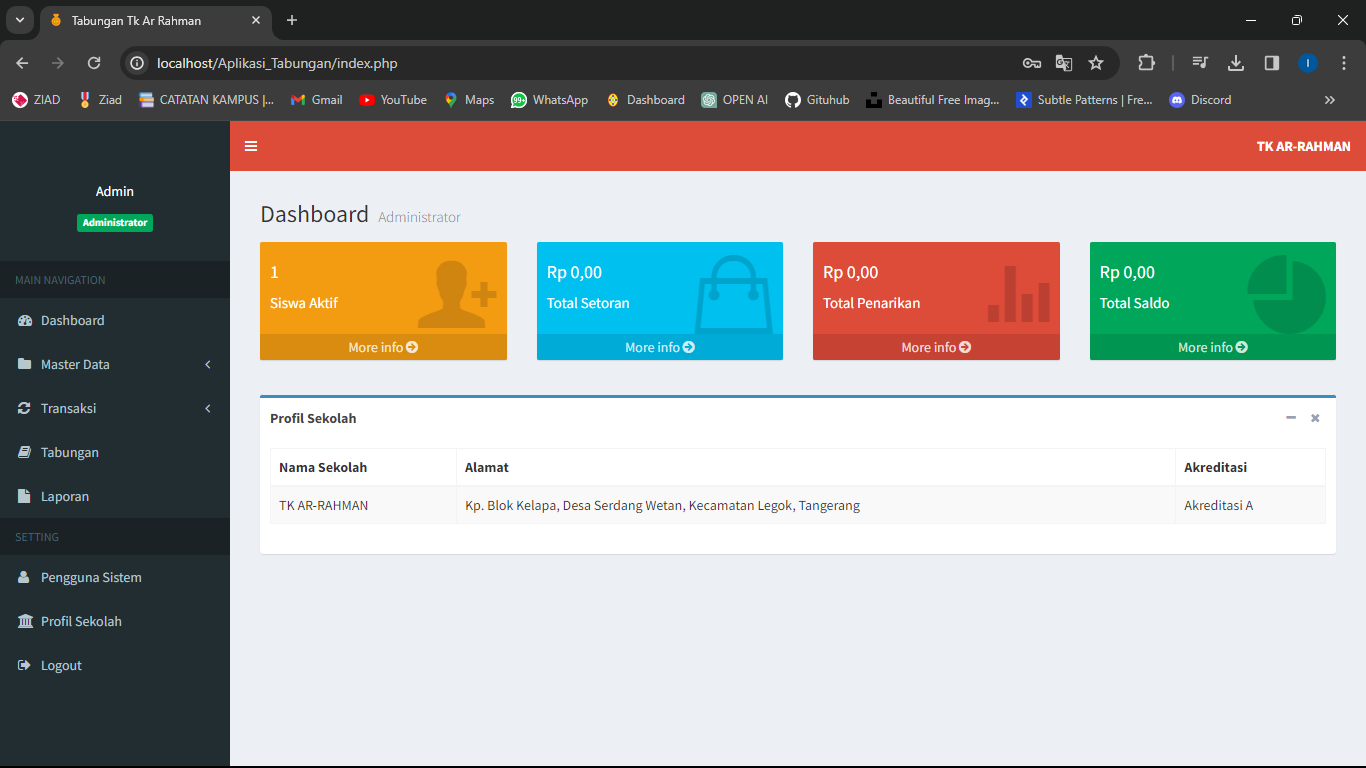 Tabungan Tk Ar Rahman
localhost/Aplikasi_Tabungan/index.php
I
ZIAD Ziad CATATAN KAMPUS |... Gmail YouTube Maps 99+ WhatsApp Dashboard OPEN AI Gituhub Beautiful Free Imag... Subtle Patterns | Fre... Discord
TK AR-RAHMAN
Admin
Administrator
MAIN NAVIGATION
Dashboard
Master Data
Transaksi
Tabungan
Laporan
SETTING
Pengguna Sistem
Profil Sekolah
Logout
Dashboard Administrator
1
Siswa Aktif
More info
Rp 0,00
Total Setoran
More info
Rp 0,00
Total Penarikan
More info
Rp 0,00
Total Saldo
More info
Profil Sekolah
Nama Sekolah Alamat Akreditasi
TK AR-RAHMAN Kp. Blok Kelapa, Desa Serdang Wetan, Kecamatan Legok, Tangerang Akreditasi A